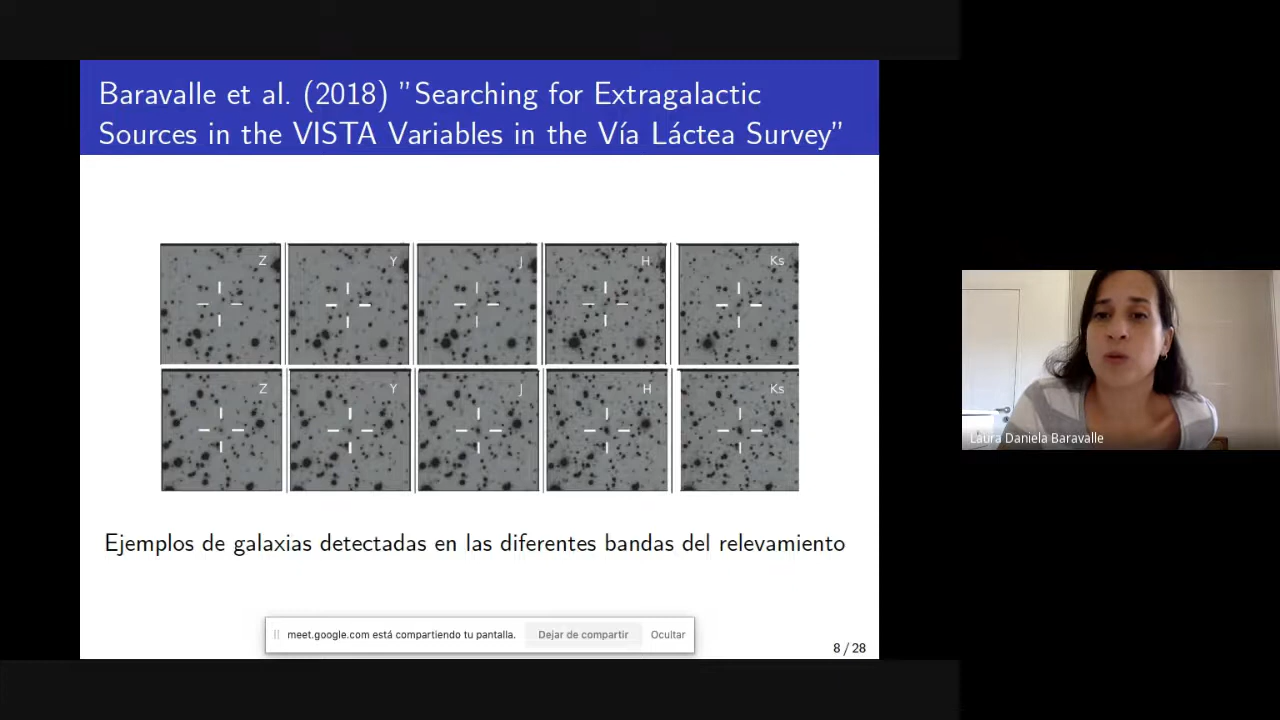 Baravalle et al. (2018) "Searching for Extragalactic
Sources in the VISTA Variables in the Vía Láctea Survey"
Z Y J H Ks
Z Y J H Ks
Laura Daniela Baravalle
Ejemplos de galaxias detectadas en las diferentes bandas del relevamiento
meet.google.com está compartiendo tu pantalla. Dejar de compartir Ocultar
8 / 28